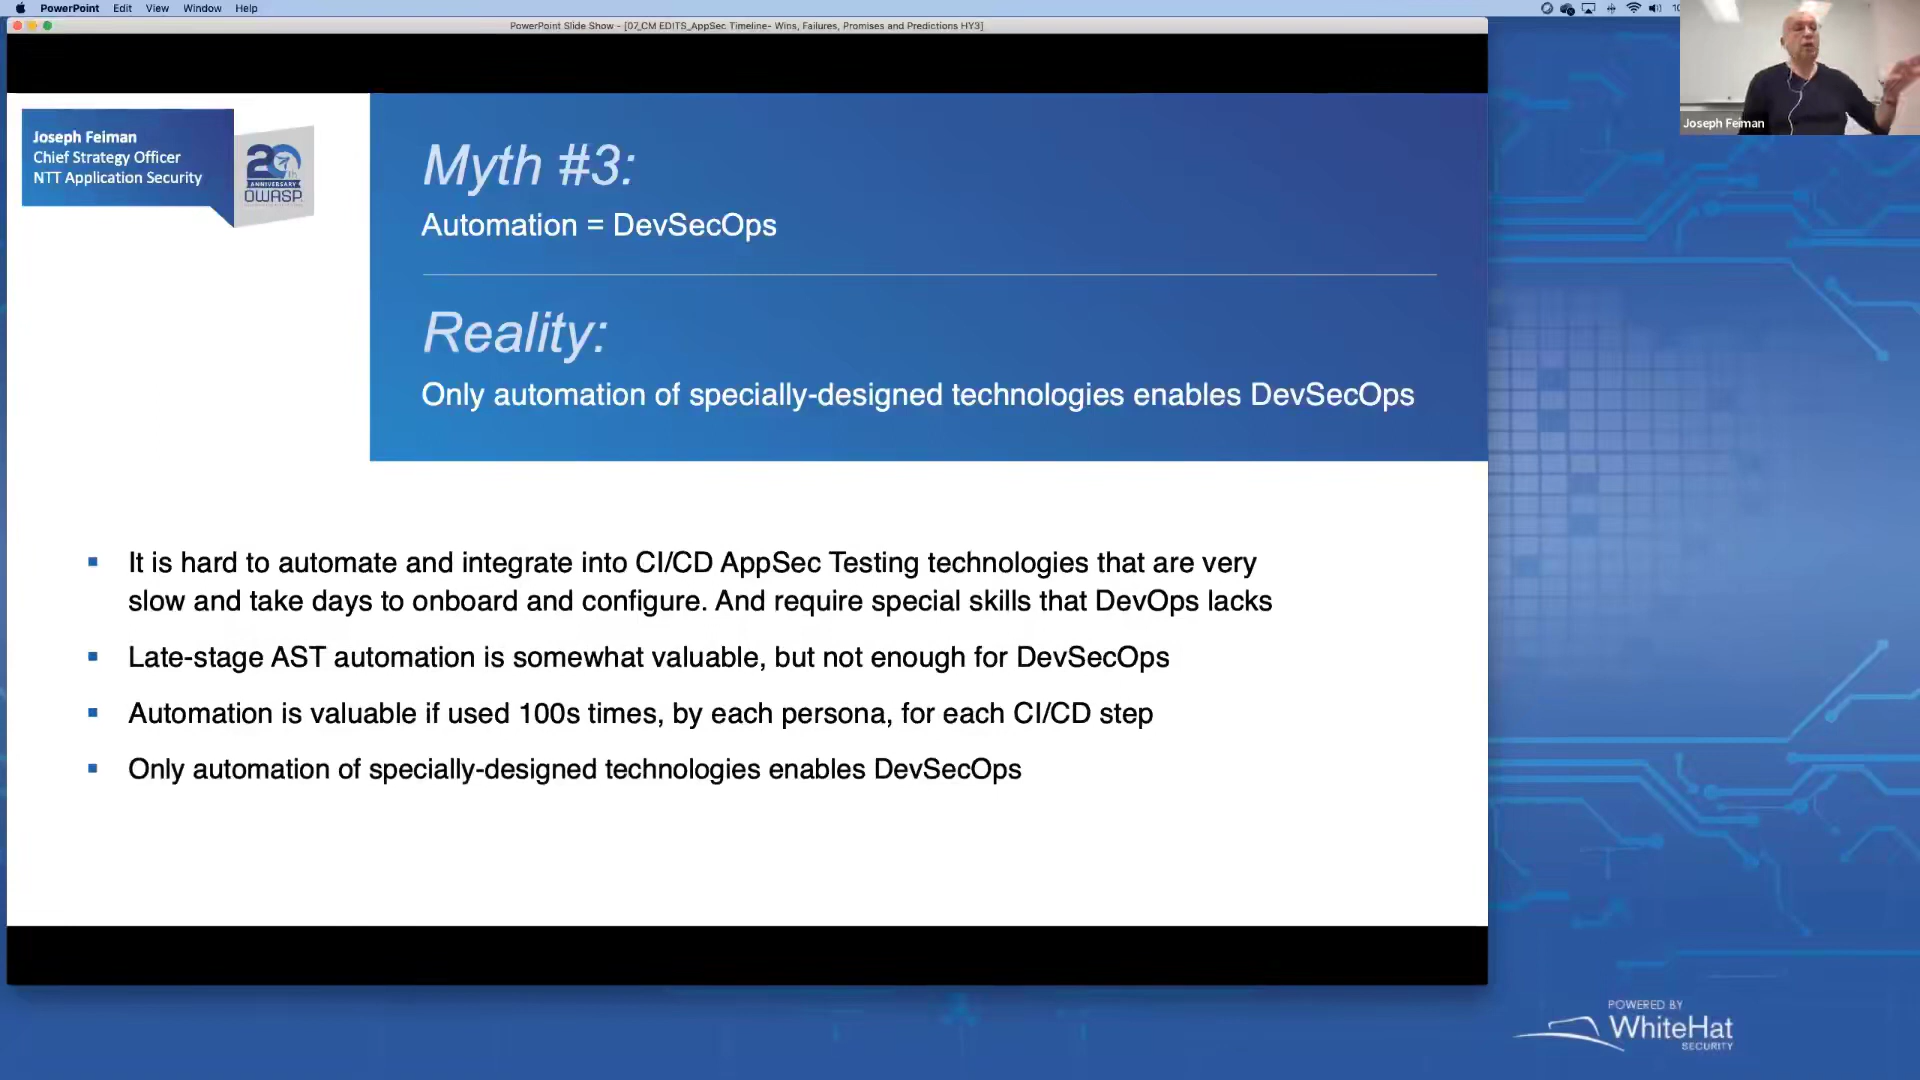 PowerPoint Edit View Window Help
PowerPoint Slide Show - [07_CM EDITS_AppSec Timeline- Wins, Failures, Promises and Predictions HY3]
Joseph Feiman
Joseph Feiman
Chief Strategy Officer
NTT Application Security
20th
ANNIVERSARY
OWASP
Myth #3:
Automation = DevSecOps
Reality:
Only automation of specially-designed technologies enables DevSecOps
▪ It is hard to automate and integrate into CI/CD AppSec Testing technologies that are very
slow and take days to onboard and configure. And require special skills that DevOps lacks
▪ Late-stage AST automation is somewhat valuable, but not enough for DevSecOps
▪ Automation is valuable if used 100s times, by each persona, for each CI/CD step
▪ Only automation of specially-designed technologies enables DevSecOps
POWERED BY
WhiteHat
SECURITY